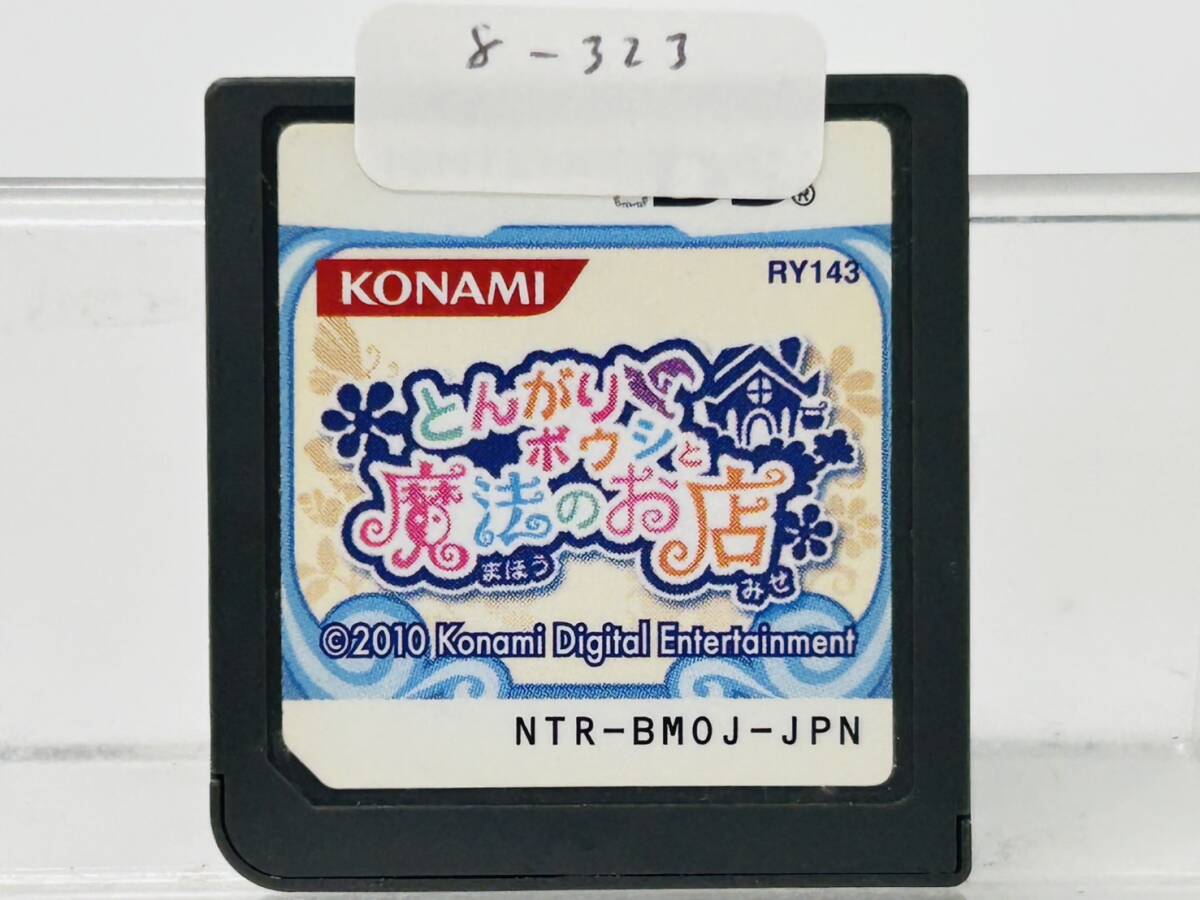 8-323
KONAMI
RY143
とんがり
ボウシと
魔法のお店
まほう
みせ
©2010 Konami Digital Entertainment
NTR-BMOJ-JPN